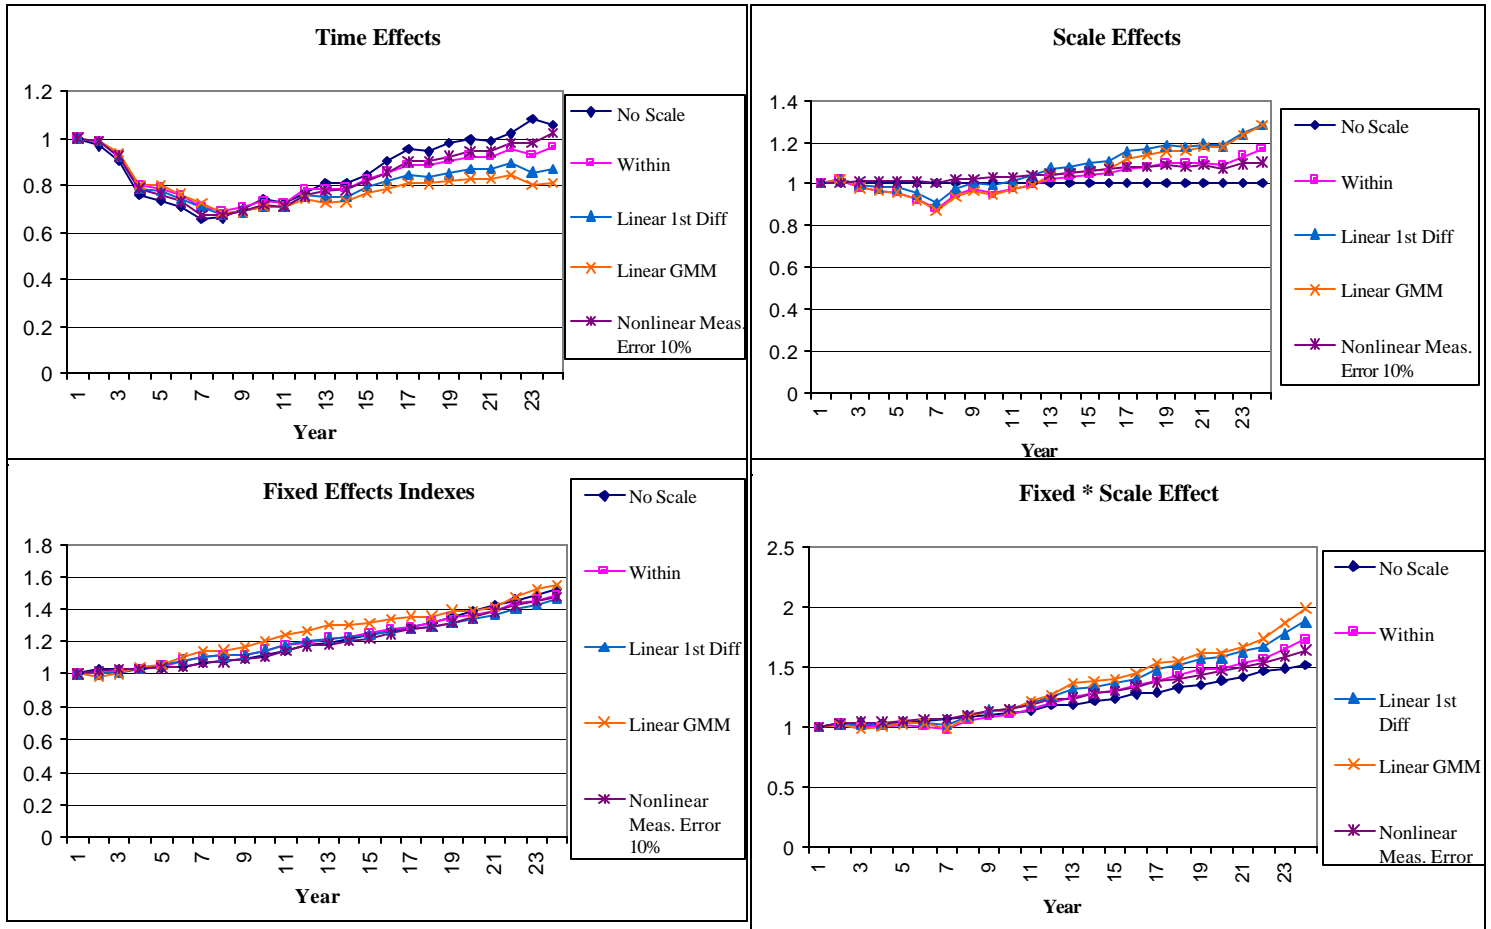 Time Effects
1.2
1
0.8
0.6
0.4
0.2
0
1
3
5
7
9
11
13
15
17
19
21
23
Year
No Scale
Within
Linear 1st Diff
Linear GMM
Nonlinear Meas.
Error 10%
Scale Effects
1.4
1.2
1
0.8
0.6
0.4
0.2
0
1
3
5
7
9
11
13
15
17
19
21
23
Year
No Scale
Within
Linear 1st Diff
Linear GMM
Nonlinear Meas.
Error 10%
Fixed Effects Indexes
1.8
1.6
1.4
1.2
1
0.8
0.6
0.4
0.2
0
1
3
5
7
9
11
13
15
17
19
21
23
Year
No Scale
Within
Linear 1st Diff
Linear GMM
Nonlinear
Meas. Error
10%
Fixed * Scale Effect
2.5
2
1.5
1
0.5
0
1
3
5
7
9
11
13
15
17
19
21
23
Year
No Scale
Within
Linear 1st
Diff
Linear GMM
Nonlinear
Meas. Error